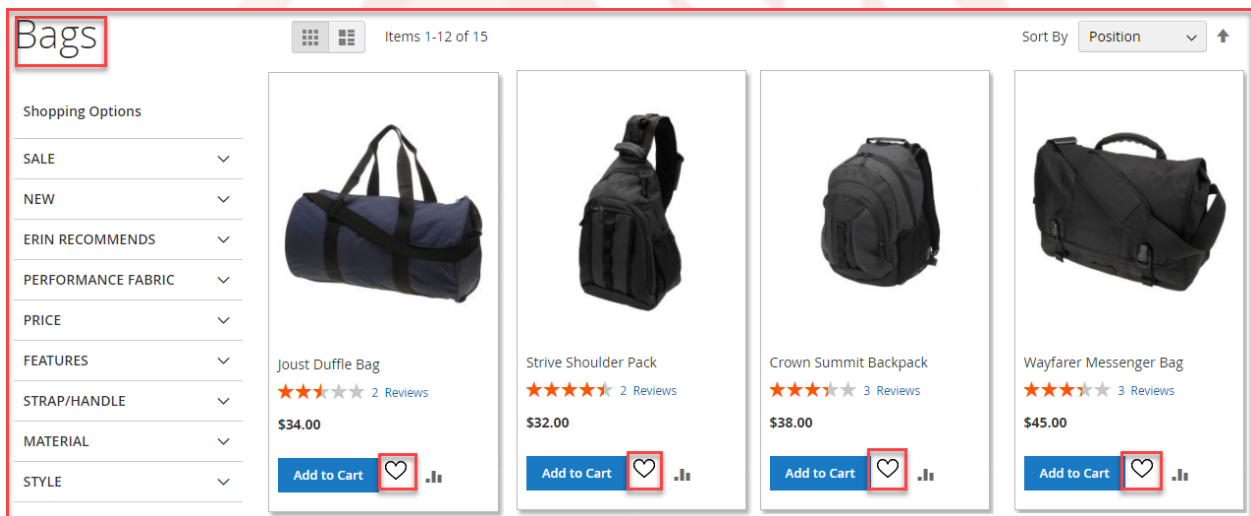 Bags
Items 1-12 of 15
Sort By Position
Shopping Options
SALE
NEW
ERIN RECOMMENDS
PERFORMANCE FABRIC
PRICE
FEATURES
STRAP/HANDLE
MATERIAL
STYLE
Joust Duffle Bag
2 Reviews
$34.00
Add to Cart
Strive Shoulder Pack
2 Reviews
$32.00
Add to Cart
Crown Summit Backpack
3 Reviews
$38.00
Add to Cart
Wayfarer Messenger Bag
3 Reviews
$45.00
Add to Cart